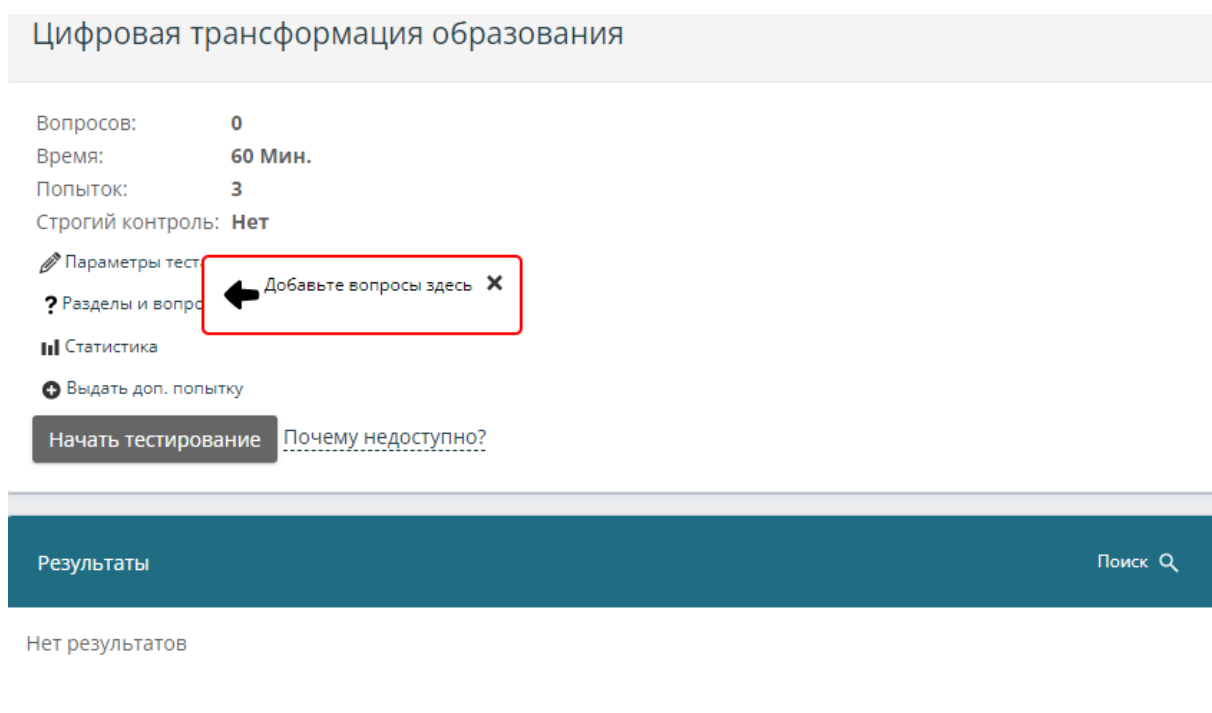 Цифровая трансформация образования
Вопросов: 0
Время: 60 Мин.
Попыток: 3
Строгий контроль: Нет
Параметры тест
Добавьте вопросы здесь
? Разделы и вопро
Статистика
Выдать доп. попытку
Начать тестирование Почему недоступно?
Результаты Поиск
Нет результатов